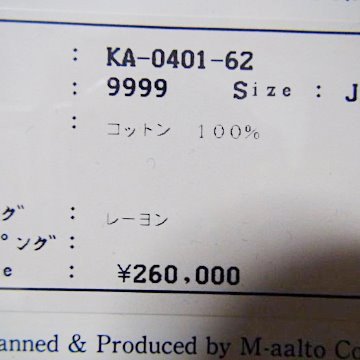 : KA-0401-62
: 9999 Size : J
: コットン 100%
グ : レーヨン
ピング :
e : ¥260,000
anned & Produced by M-aalto Co